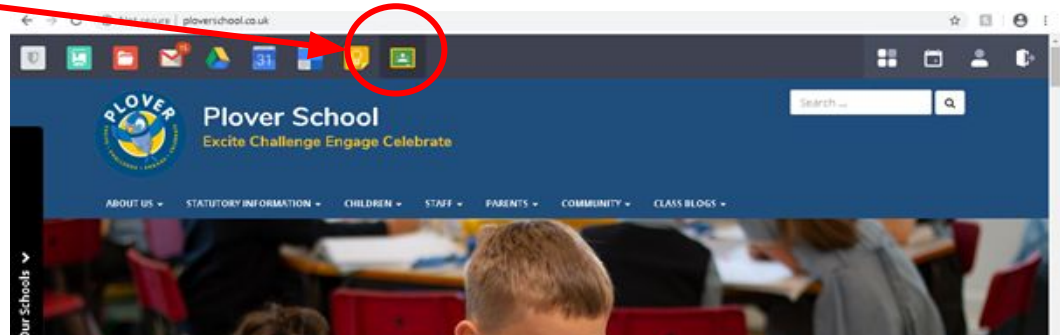 Not secure | ploverschool.co.uk
31
PLOVER
Plover School
Excite Challenge Engage Celebrate
Search ...
ABOUT US STATUTORY INFORMATION CHILDREN STAFF PARENTS COMMUNITY CLASS BLOGS
Our Schools